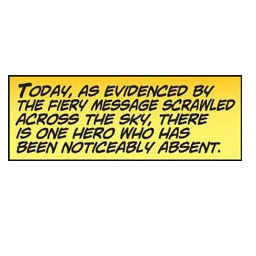 TODAY, AS EVIDENCED BY
THE FIERY MESSAGE SCRAWLED
ACROSS THE SKY, THERE
IS ONE HERO WHO HAS
BEEN NOTICEABLY ABSENT.